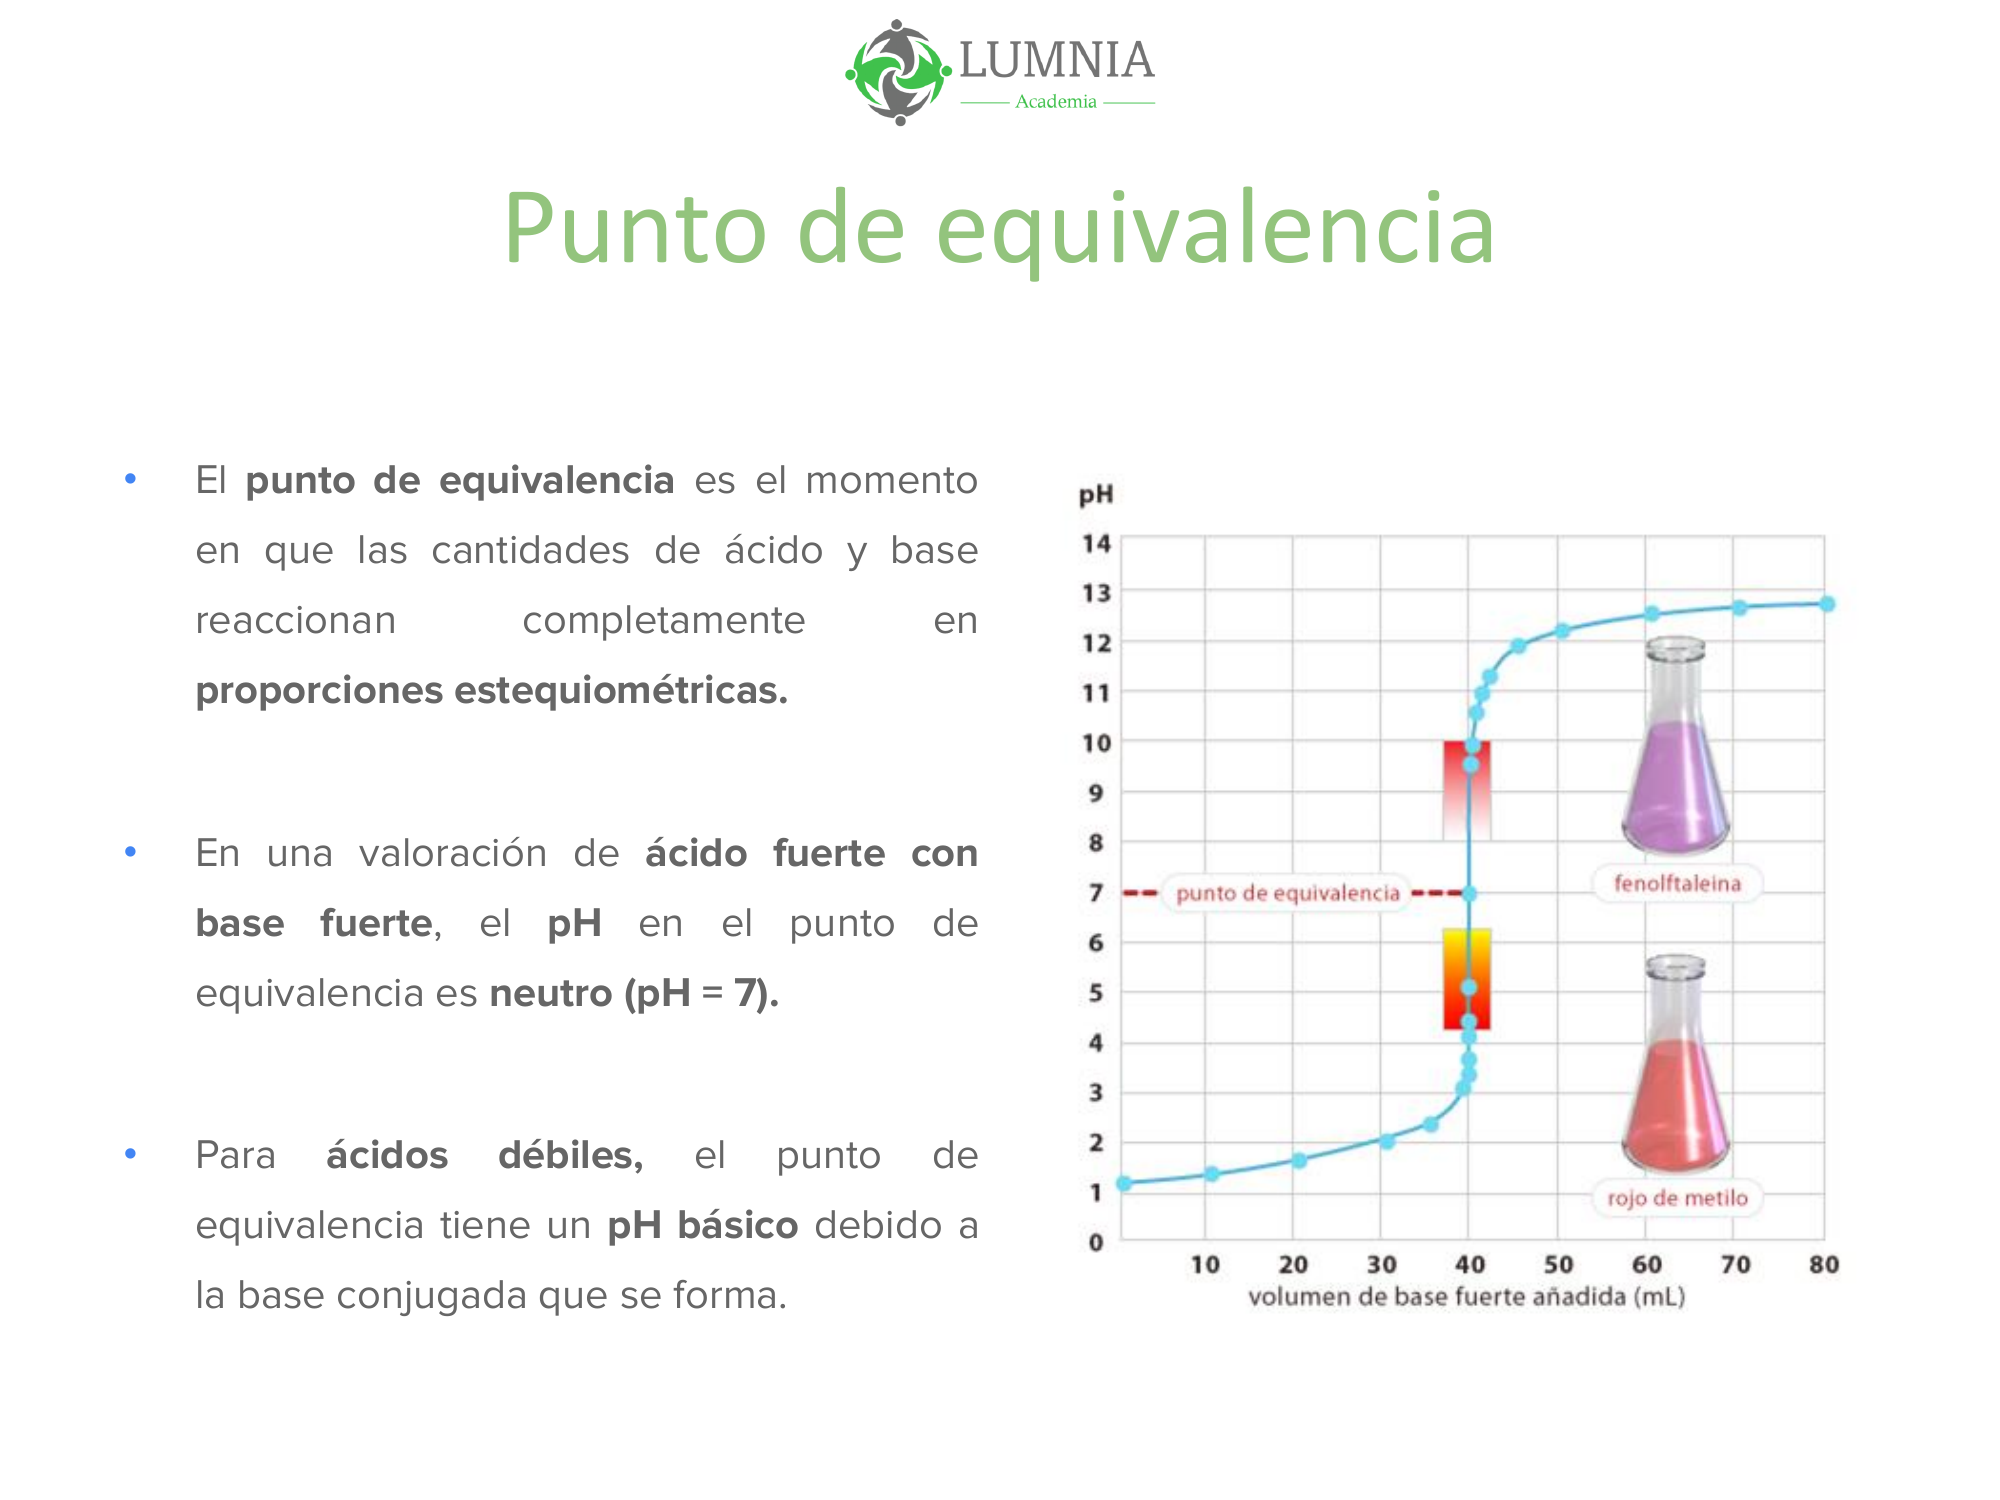 LUMNIA
Academia
Punto de equivalencia
• El punto de equivalencia es el momento
en que las cantidades de ácido y base
reaccionan completamente en
proporciones estequiométricas.
• En una valoración de ácido fuerte con
base fuerte, el pH en el punto de
equivalencia es neutro (pH = 7).
• Para ácidos débiles, el punto de
equivalencia tiene un pH básico debido a
la base conjugada que se forma.
pH
14
13
12
11
10
9
8
7
6
5
4
3
2
1
0
punto de equivalencia
fenolftaleina
rojo de metilo
10 20 30 40 50 60 70 80
volumen de base fuerte añadida (mL)